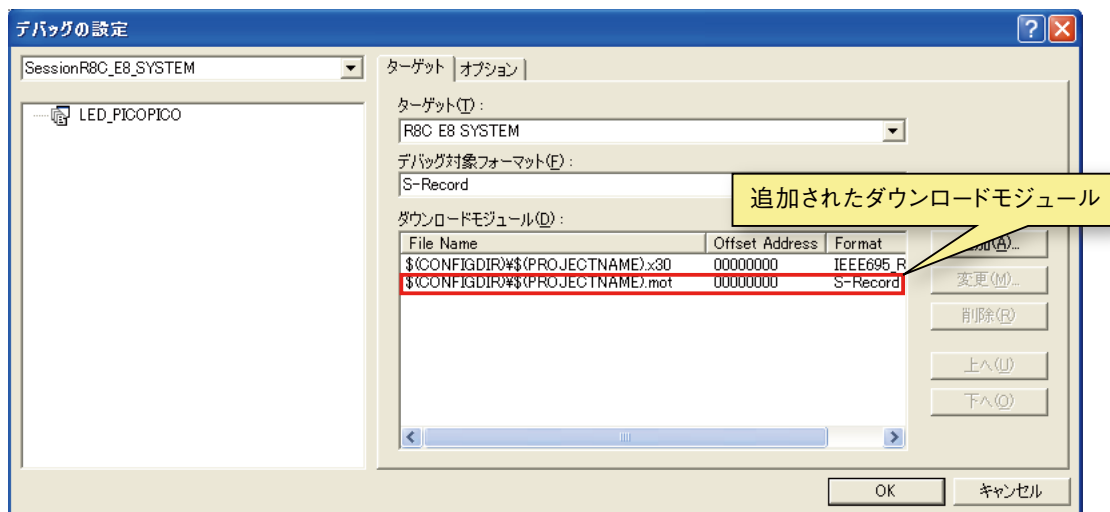 デバッグの設定
SessionR8C_E8_SYSTEM
LED_PICOPICO
ターゲット
オプション
ターゲット(T) :
R8C E8 SYSTEM
デバッグ対象フォーマット(F) :
S-Record
追加されたダウンロードモジュール
ダウンロードモジュール(D) :
File Name Offset Address Format
$(CONFIGDIR)¥$(PROJECTNAME).x30 00000000 IEEE695_R
$(CONFIGDIR)¥$(PROJECTNAME).mot 00000000 S-Record
(A)...
変更(M)...
削除(R)
上へ(U)
下へ(O)
OK
キャンセル